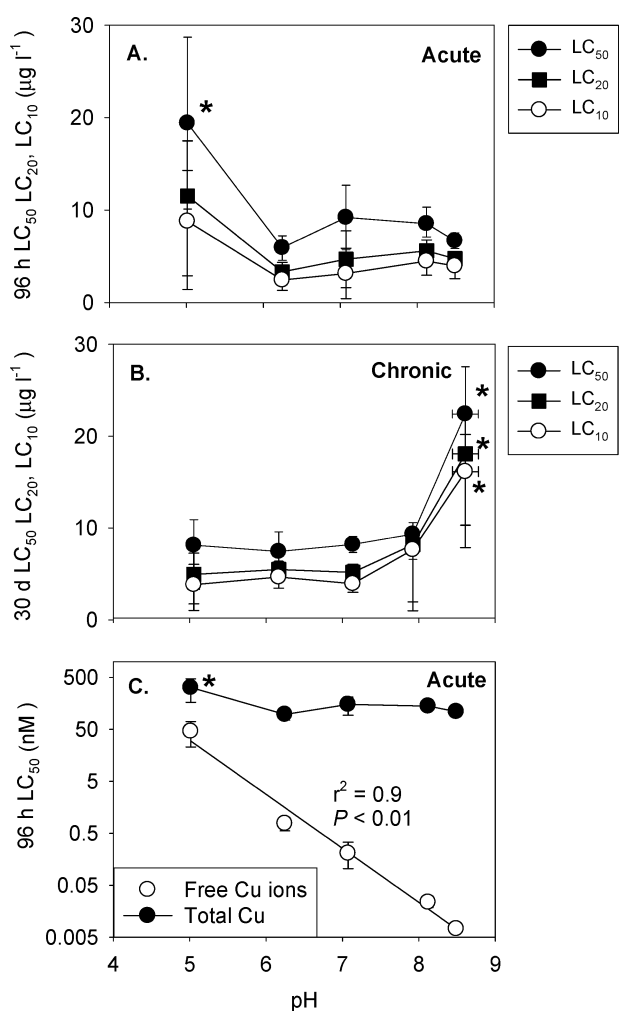 96 h LC50 LC20, LC10 (µg l-1)
30
20
10
0
A.
Acute
*
LC50
LC20
LC10
30 d LC50 LC20, LC10 (µg l-1)
30
20
10
0
B.
Chronic
*
*
*
LC50
LC20
LC10
96 h LC50 (nM)
500
50
5
0.5
0.05
0.005
C.
*
Acute
r2 = 0.9
P < 0.01
Free Cu ions
Total Cu
4 5 6 7 8 9
pH